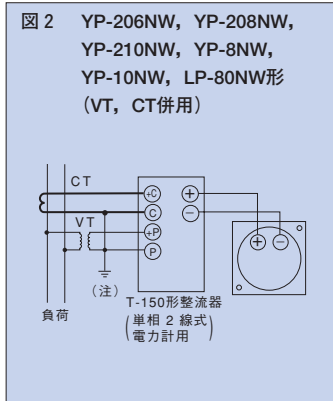 図2 YP-206NW, YP-208NW,
YP-210NW, YP-8NW,
YP-10NW, LP-80NW形
(VT, CT併用)
CT
+C
+
C
−
VT
+P
P
+ −
(注)
負荷
T-150形整流器
(単相2線式
電力計用)